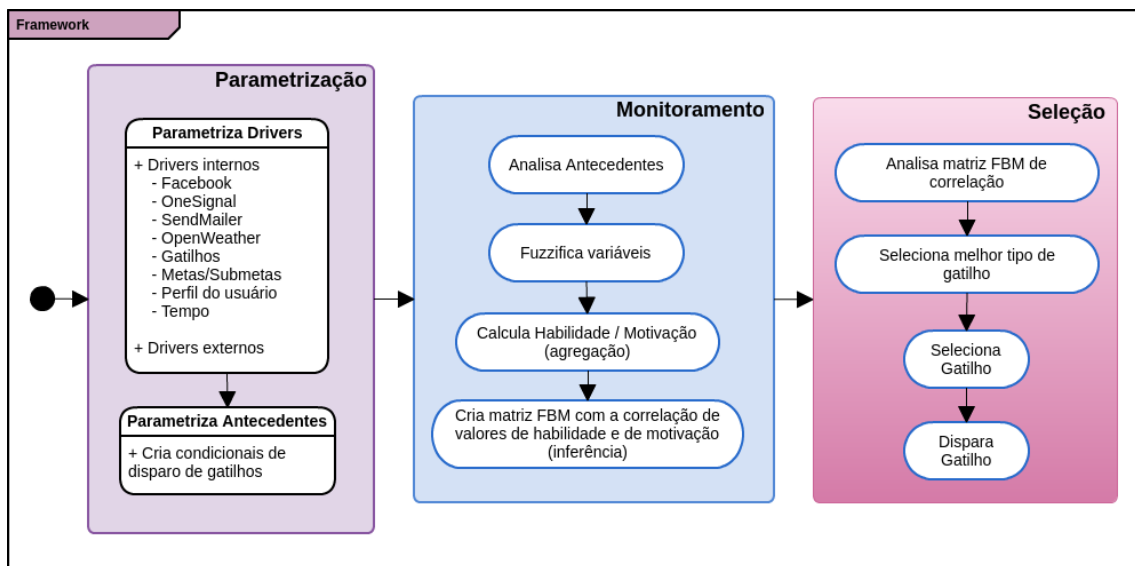 Framework
Parametrização
Parametriza Drivers
+ Drivers internos
- Facebook
- OneSignal
- SendMailer
- OpenWeather
- Gatilhos
- Metas/Submetas
- Perfil do usuário
- Tempo
+ Drivers externos
Parametriza Antecedentes
+ Cria condicionais de
disparo de gatilhos
Monitoramento
Analisa Antecedentes
Fuzzifica variáveis
Calcula Habilidade / Motivação
(agregação)
Cria matriz FBM com a correlação de
valores de habilidade e de motivação
(inferência)
Seleção
Analisa matriz FBM de
correlação
Seleciona melhor tipo de
gatilho
Seleciona
Gatilho
Dispara
Gatilho